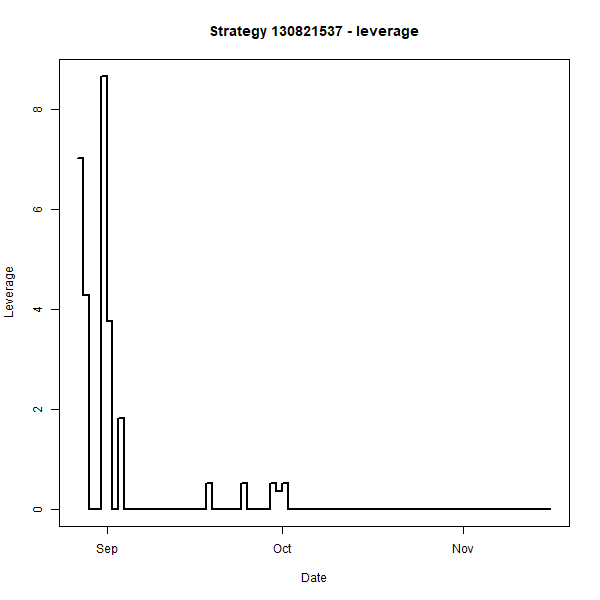 Strategy 130821537 - leverage
8
6
4
2
0
Leverage
Sep
Oct
Nov
Date